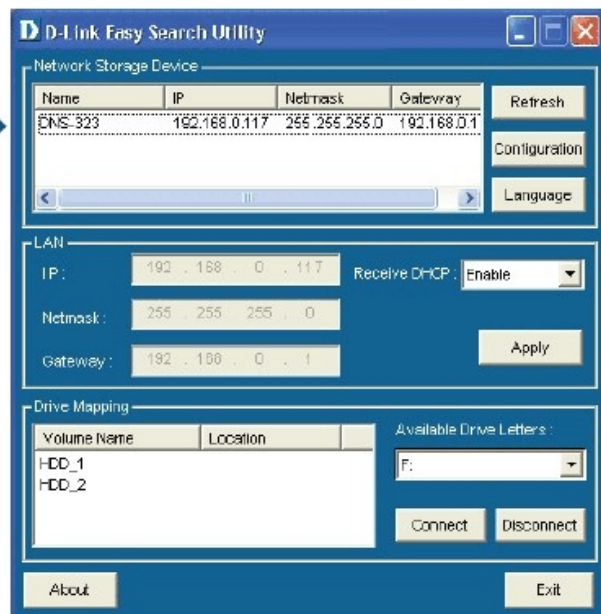 D-Link Easy Search Utility
Network Storage Device
Name IP Netmask Gateway
DNS-323 192.168.0.117 255.255.255.0 192.168.0.1
Refresh
Configuration
Language
LAN
IP : 192 . 168 . 0 . 117 Receive DHCP : Enable
Netmask : 255 . 255 . 255 . 0
Gateway : 192 . 168 . 0 . 1
Apply
Drive Mapping
Volume Name Location Available Drive Letters :
HDD_1 F:
HDD_2
Connect Disconnect
About Exit